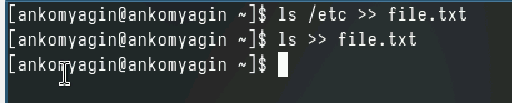 [ankomyagin@ankomyagin ~]$ ls /etc >> file.txt
[ankomyagin@ankomyagin ~]$ ls >> file.txt
[ankomyagin@ankomyagin ~]$